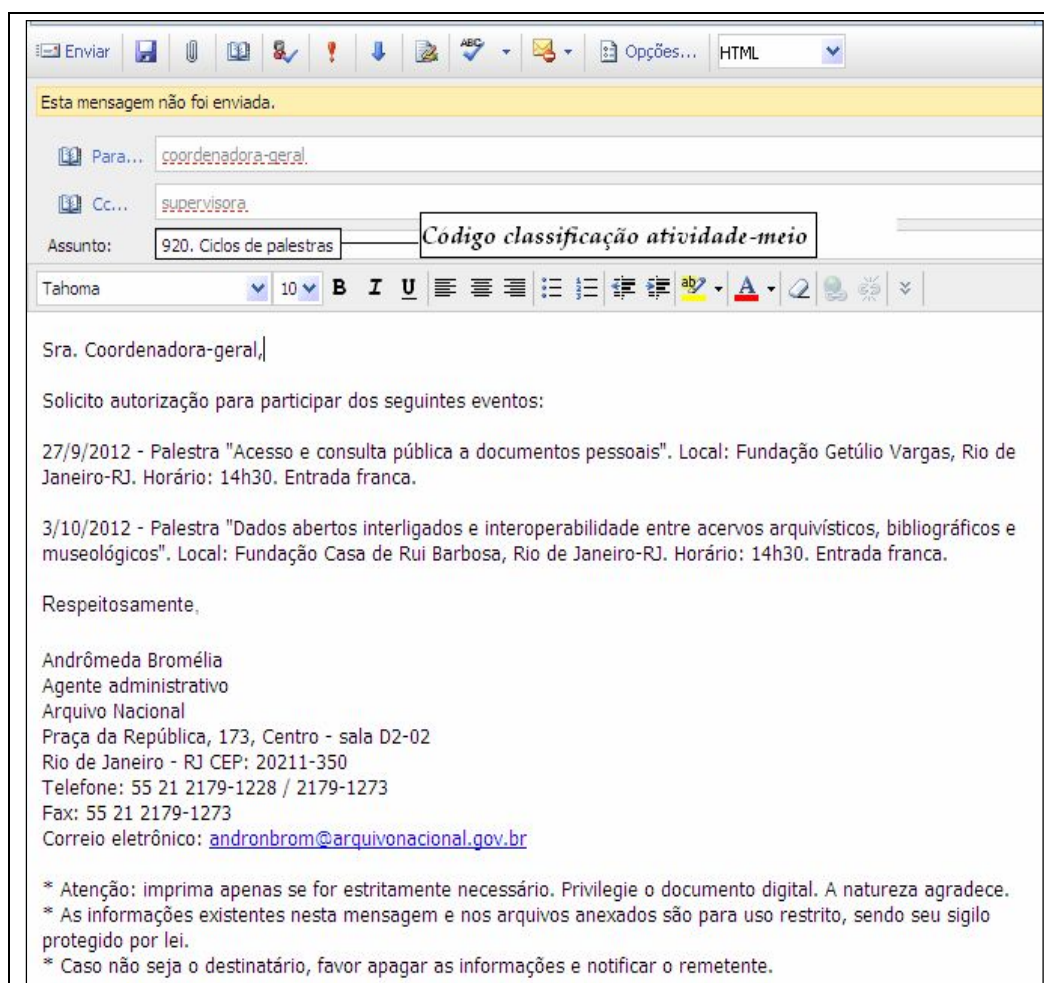 Enviar ABC Opções... HTML
Esta mensagem não foi enviada.
Para... coordenadora-geral
Cc... supervisora
Assunto: 920. Ciclos de palestras Código classificação atividade-meio
Tahoma 10 B I U ab A
Sra. Coordenadora-geral,
Solicito autorização para participar dos seguintes eventos:
27/9/2012 - Palestra "Acesso e consulta pública a documentos pessoais". Local: Fundação Getúlio Vargas, Rio de
Janeiro-RJ. Horário: 14h30. Entrada franca.
3/10/2012 - Palestra "Dados abertos interligados e interoperabilidade entre acervos arquivísticos, bibliográficos e
museológicos". Local: Fundação Casa de Rui Barbosa, Rio de Janeiro-RJ. Horário: 14h30. Entrada franca.
Respeitosamente,
Andrômeda Bromélia
Agente administrativo
Arquivo Nacional
Praça da República, 173, Centro - sala D2-02
Rio de Janeiro - RJ CEP: 20211-350
Telefone: 55 21 2179-1228 / 2179-1273
Fax: 55 21 2179-1273
Correio eletrônico: andronbrom@arquivonacional.gov.br
* Atenção: imprima apenas se for estritamente necessário. Privilegie o documento digital. A natureza agradece.
* As informações existentes nesta mensagem e nos arquivos anexados são para uso restrito, sendo seu sigilo
protegido por lei.
* Caso não seja o destinatário, favor apagar as informações e notificar o remetente.